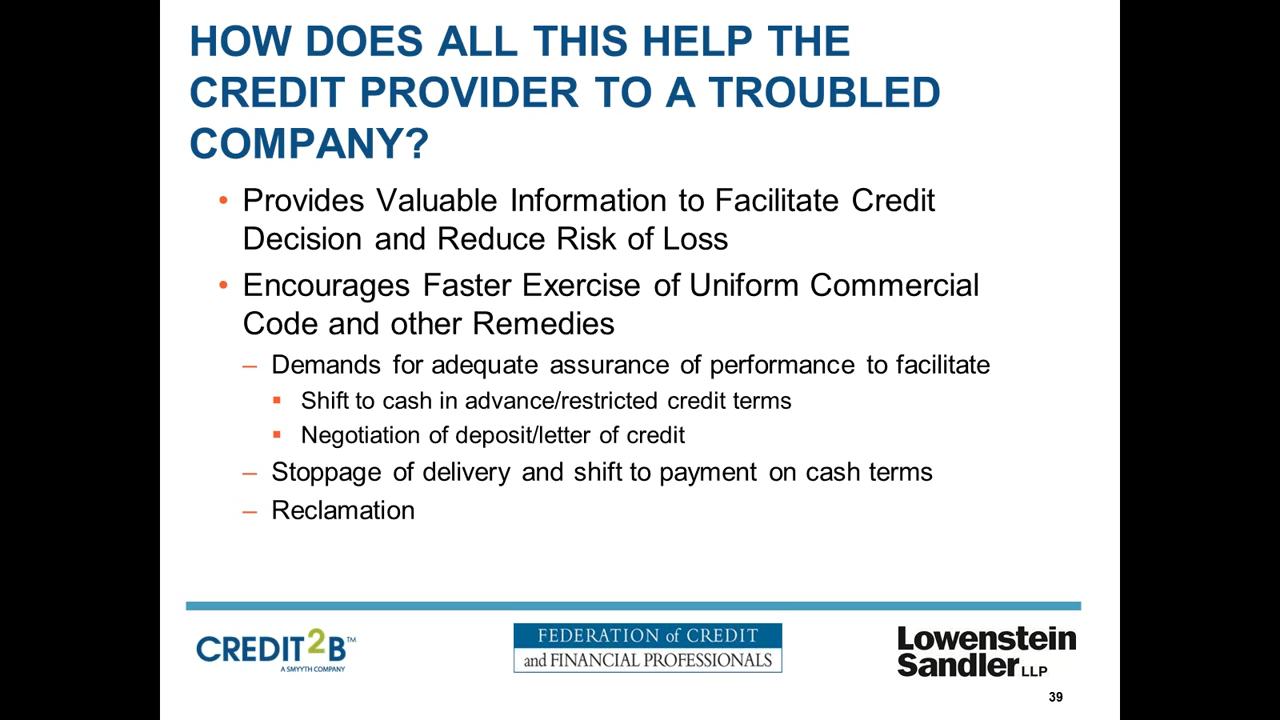 HOW DOES ALL THIS HELP THE
CREDIT PROVIDER TO A TROUBLED
COMPANY?
• Provides Valuable Information to Facilitate Credit
Decision and Reduce Risk of Loss
• Encourages Faster Exercise of Uniform Commercial
Code and other Remedies
– Demands for adequate assurance of performance to facilitate
▪ Shift to cash in advance/restricted credit terms
▪ Negotiation of deposit/letter of credit
– Stoppage of delivery and shift to payment on cash terms
– Reclamation
CREDIT2B™
A SMYYTH COMPANY
FEDERATION of CREDIT
and FINANCIAL PROFESSIONALS
Lowenstein
Sandler LLP
39